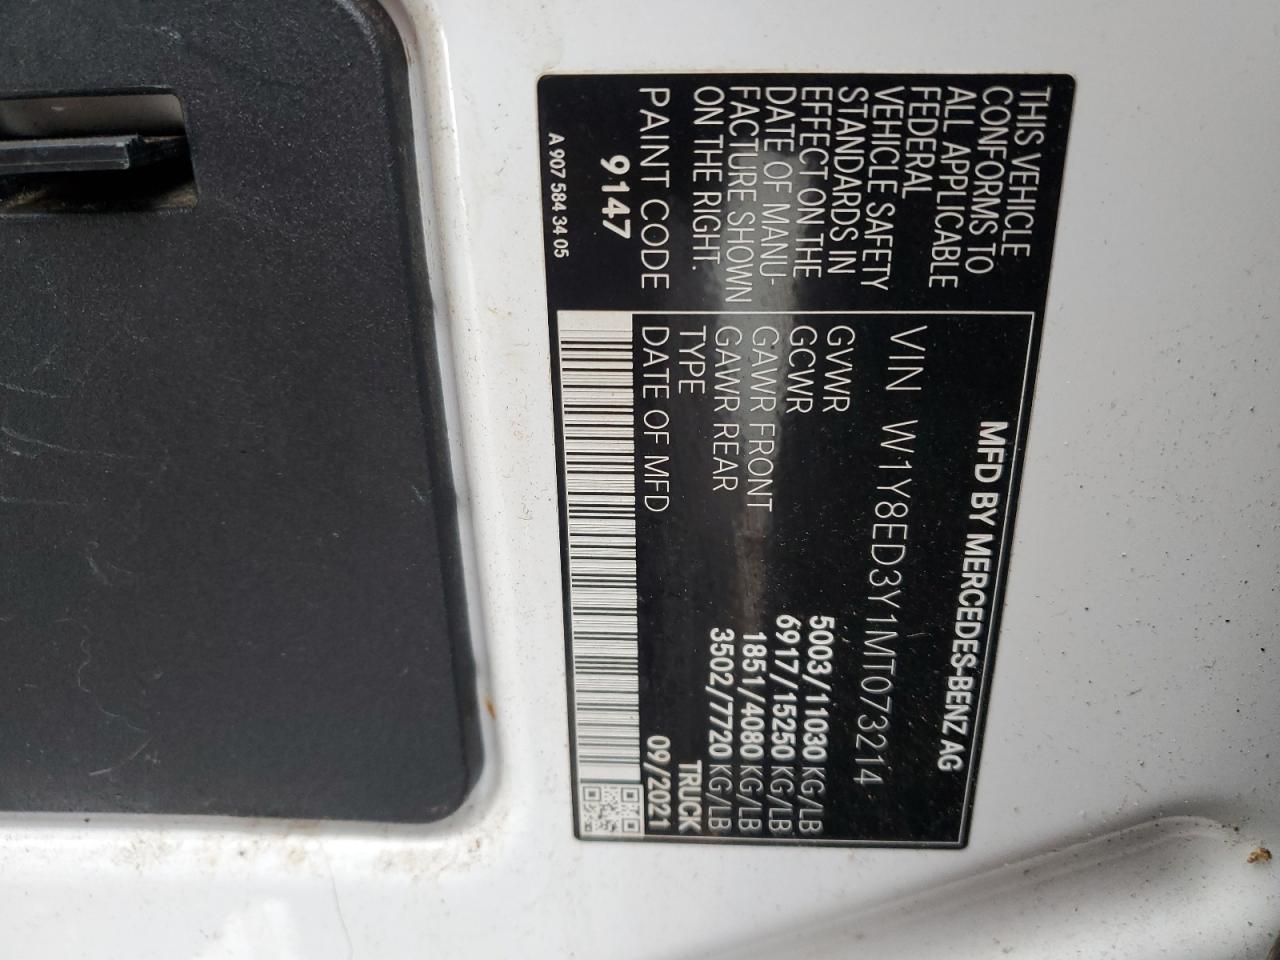 MFD BY MERCEDES-BENZ AG
VIN W1Y8ED3Y1MT073214
GVWR 5003/11030 KG/LB
GCWR 6917/15250 KG/LB
GAWR FRONT 1851/4080 KG/LB
GAWR REAR 3502/7720 KG/LB
TYPE TRUCK
DATE OF MFD 09/2021
THIS VEHICLE
CONFORMS TO
ALL APPLICABLE
FEDERAL
VEHICLE SAFETY
STANDARDS IN
EFFECT ON THE
DATE OF MANU-
FACTURE SHOWN
ON THE RIGHT.
PAINT CODE
9147
A 907 584 34 05